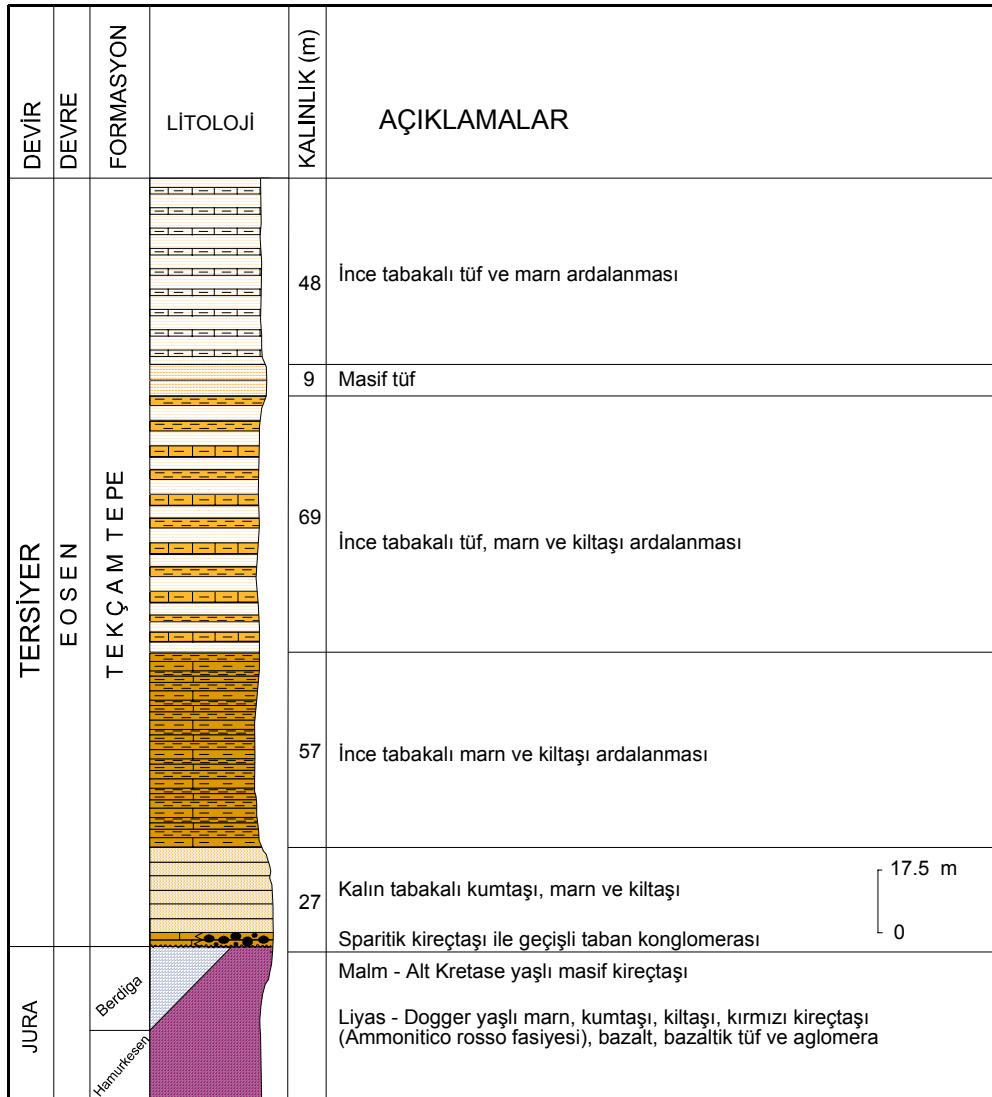 DEVİR
DEVRE
FORMASYON
LİTOLOJİ
KALINLIK (m)
AÇIKLAMALAR
TERSİYER
EOSEN
TEKÇAM TEPE
48
İnce tabakalı tüf ve marn ardalanması
9
Masif tüf
69
İnce tabakalı tüf, marn ve kiltaşı ardalanması
57
İnce tabakalı marn ve kiltaşı ardalanması
27
Kalın tabakalı kumtaşı, marn ve kiltaşı
17.5 m
0
Sparitik kireçtaşı ile geçişli taban konglomerası
JURA
Berdiga
Malm - Alt Kretase yaşlı masif kireçtaşı
Hamurkesen
Liyas - Dogger yaşlı marn, kumtaşı, kiltaşı, kırmızı kireçtaşı
(Ammonitico rosso fasiyesi), bazalt, bazaltik tüf ve aglomera